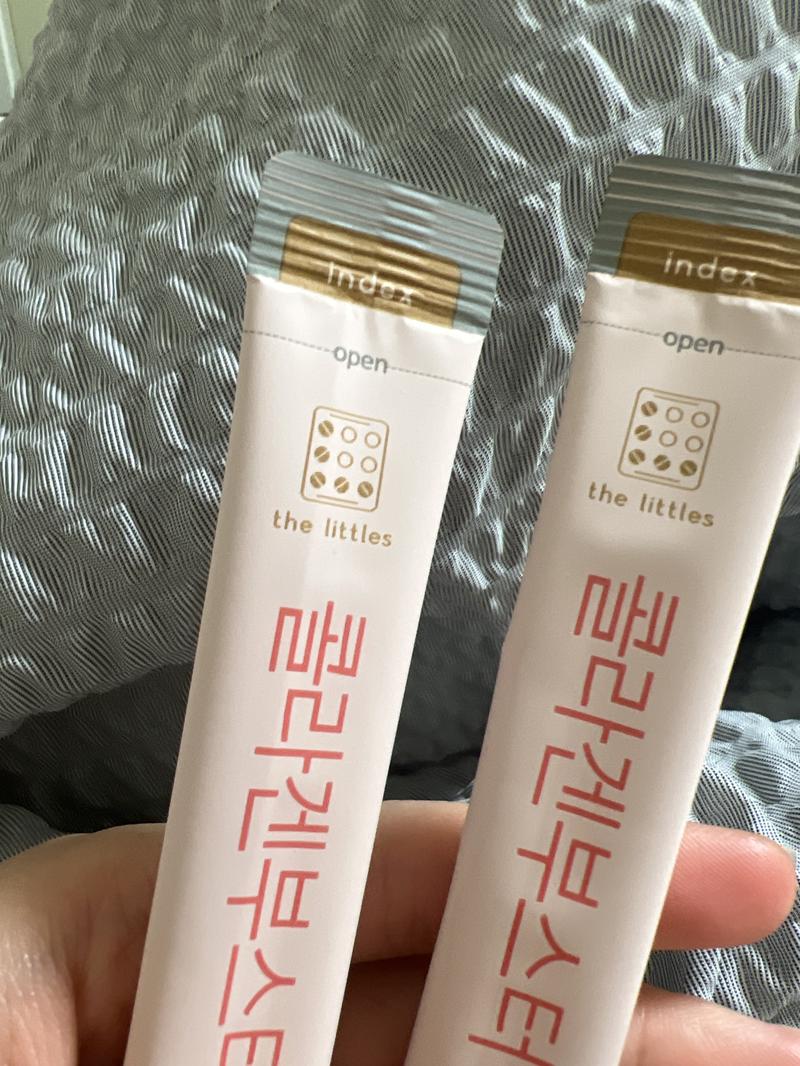 index
open
the littles
콜라겐부스터
index
open
the littles
콜라겐부스터